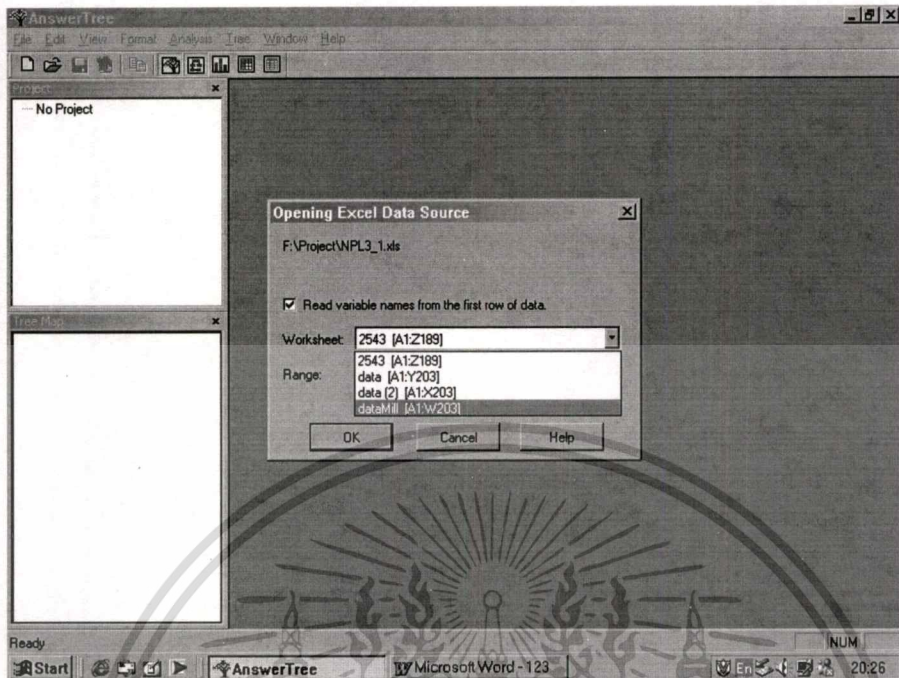 AnswerTree
File Edit View Format Analysis Tree Window Help
Project
No Project
Tree Map
Opening Excel Data Source
F:\Project\NPL3_1.xls
Read variable names from the first row of data.
Worksheet: 2543 [A1:Z189]
2543 [A1:Z189]
data [A1:Y203]
data (2) [A1:X203]
dataMill [A1:W203]
Range:
OK Cancel Help
Ready NUM
Start AnswerTree Microsoft Word - 123 En 20:26